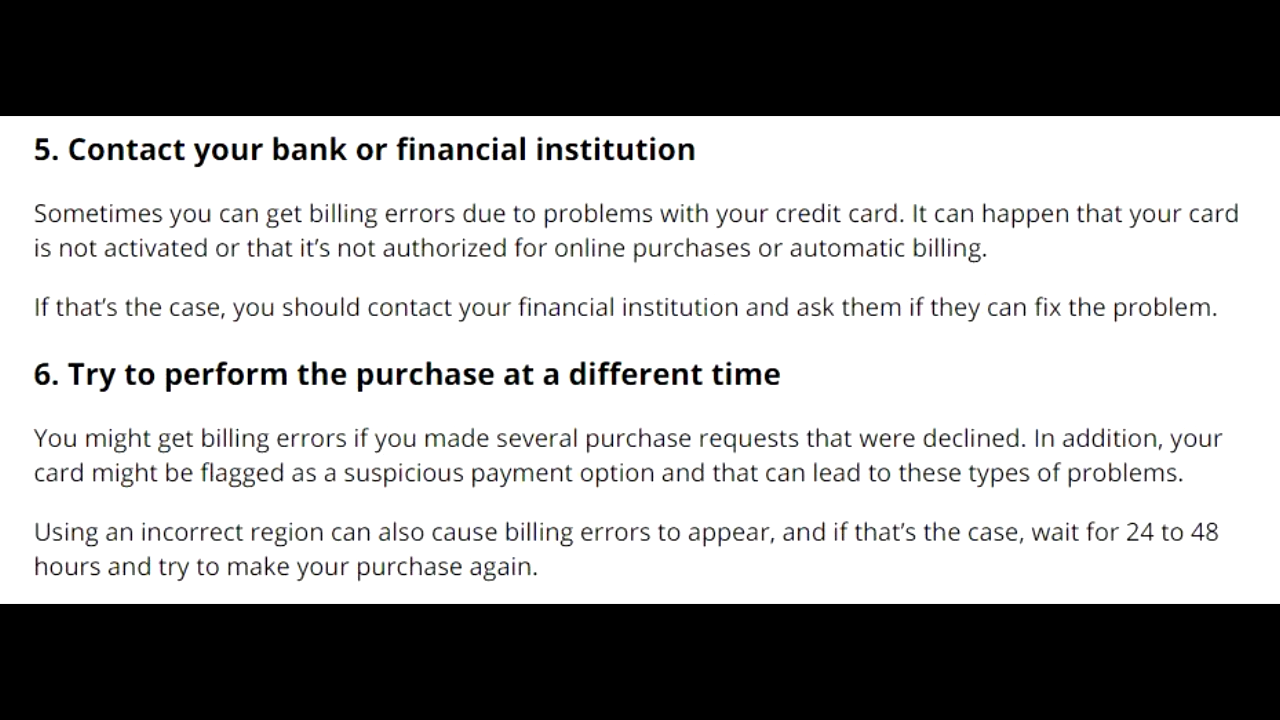 5. Contact your bank or financial institution
Sometimes you can get billing errors due to problems with your credit card. It can happen that your card
is not activated or that it’s not authorized for online purchases or automatic billing.
If that’s the case, you should contact your financial institution and ask them if they can fix the problem.
6. Try to perform the purchase at a different time
You might get billing errors if you made several purchase requests that were declined. In addition, your
card might be flagged as a suspicious payment option and that can lead to these types of problems.
Using an incorrect region can also cause billing errors to appear, and if that’s the case, wait for 24 to 48
hours and try to make your purchase again.